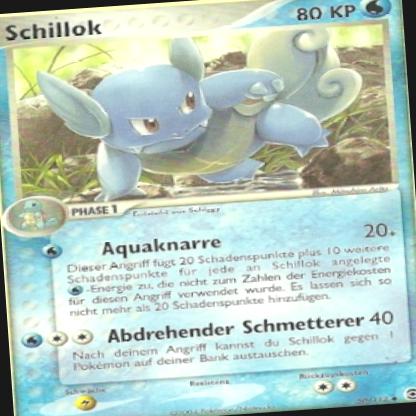 Schillok 80 KP
PHASE 1 Entwickelt aus Schiggy
Aquaknarre 20+
Dieser Angriff fügt 20 Schadenspunkte plus 10 weitere
Schadenspunkte für jede an Schillok angelegte
-Energie zu, die nicht zum Zahlen der Energiekosten
für diesen Angriff verwendet wurde. Es lassen sich so
nicht mehr als 20 Schadenspunkte hinzufügen.
Abdrehender Schmetterer 40
Nach deinem Angriff kannst du Schillok gegen 1
Pokémon auf deiner Bank austauschen.
Schwäche Resistenz Rückzugskosten